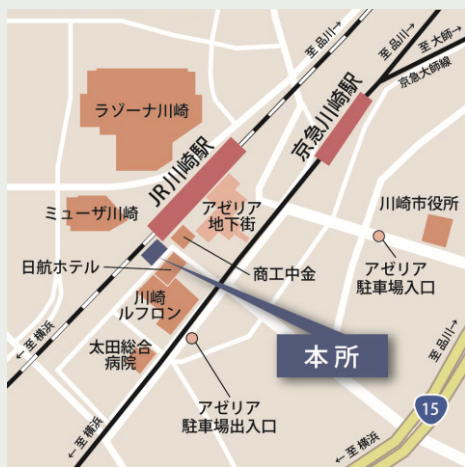 至 品川→
至 品川→
至 大師→
京急大師線
ラゾーナ川崎
京急川崎駅
JR川崎駅
ミューザ川崎
アゼリア
地下街
川崎市役所
日航ホテル
商工中金
アゼリア
駐車場入口
川崎
ルフロン
← 至 横浜
本所
太田総合
病院
至 品川→
15
アゼリア
駐車場出入口
← 至 横浜
← 至 横浜